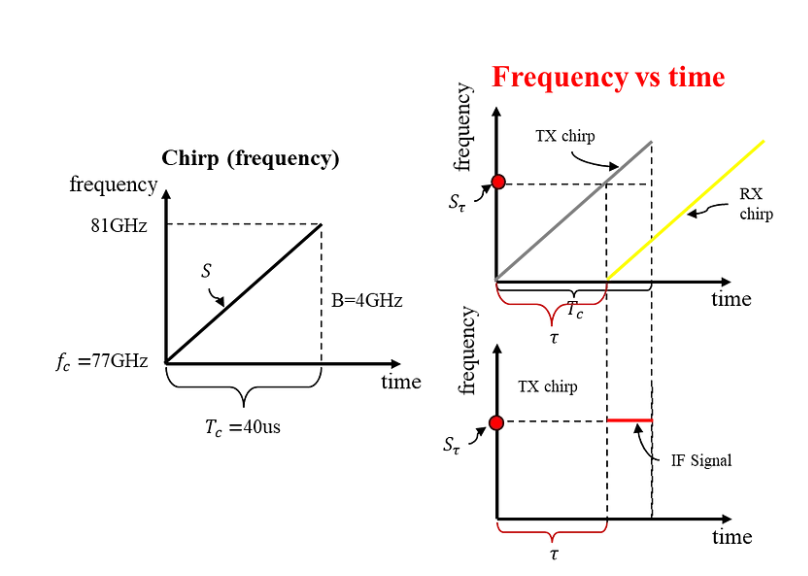 Chirp (frequency)
frequency
81GHz
S
B=4GHz
f_c =77GHz
time
T_c =40us
Frequency vs time
frequency
TX chirp
S_τ
RX
chirp
time
T_c
τ
frequency
TX chirp
S_τ
IF Signal
time
τ